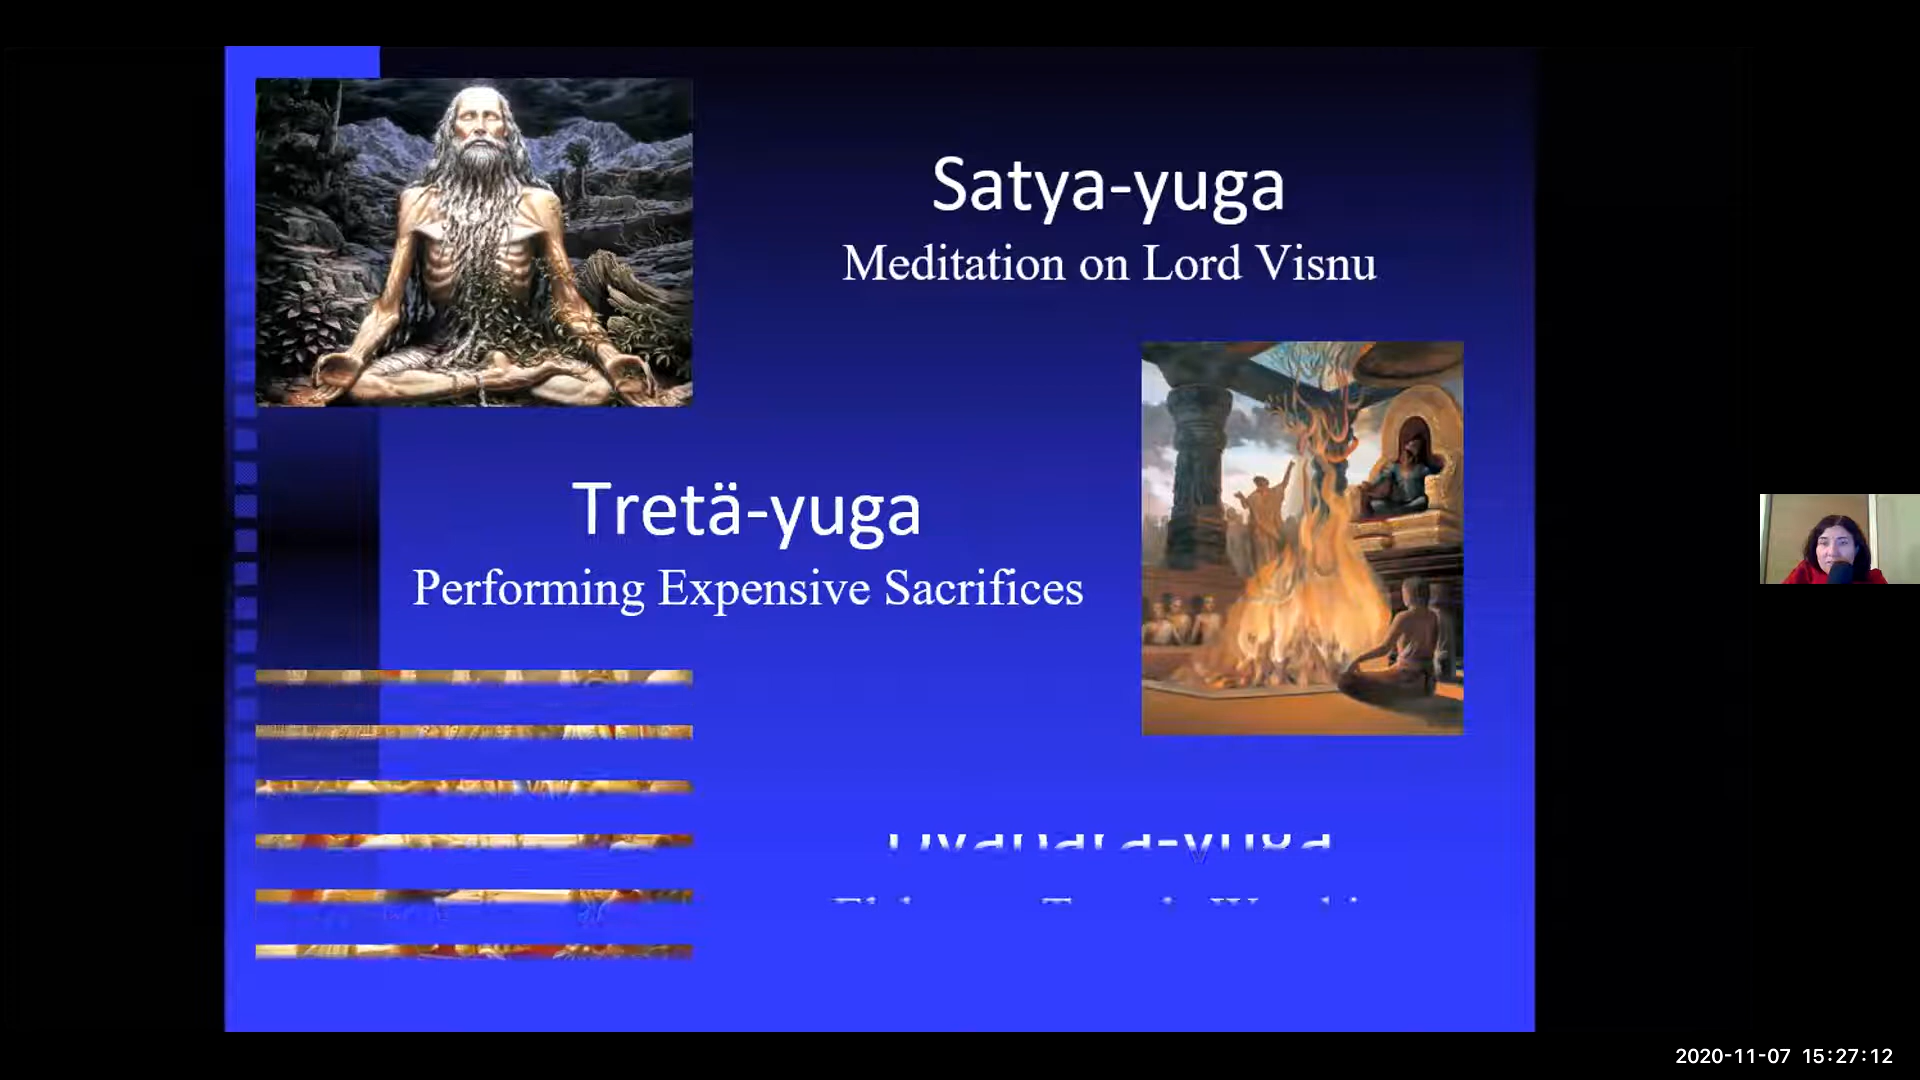 Satya-yuga
Meditation on Lord Visnu
Tretä-yuga
Performing Expensive Sacrifices
2020-11-07 15:27:12